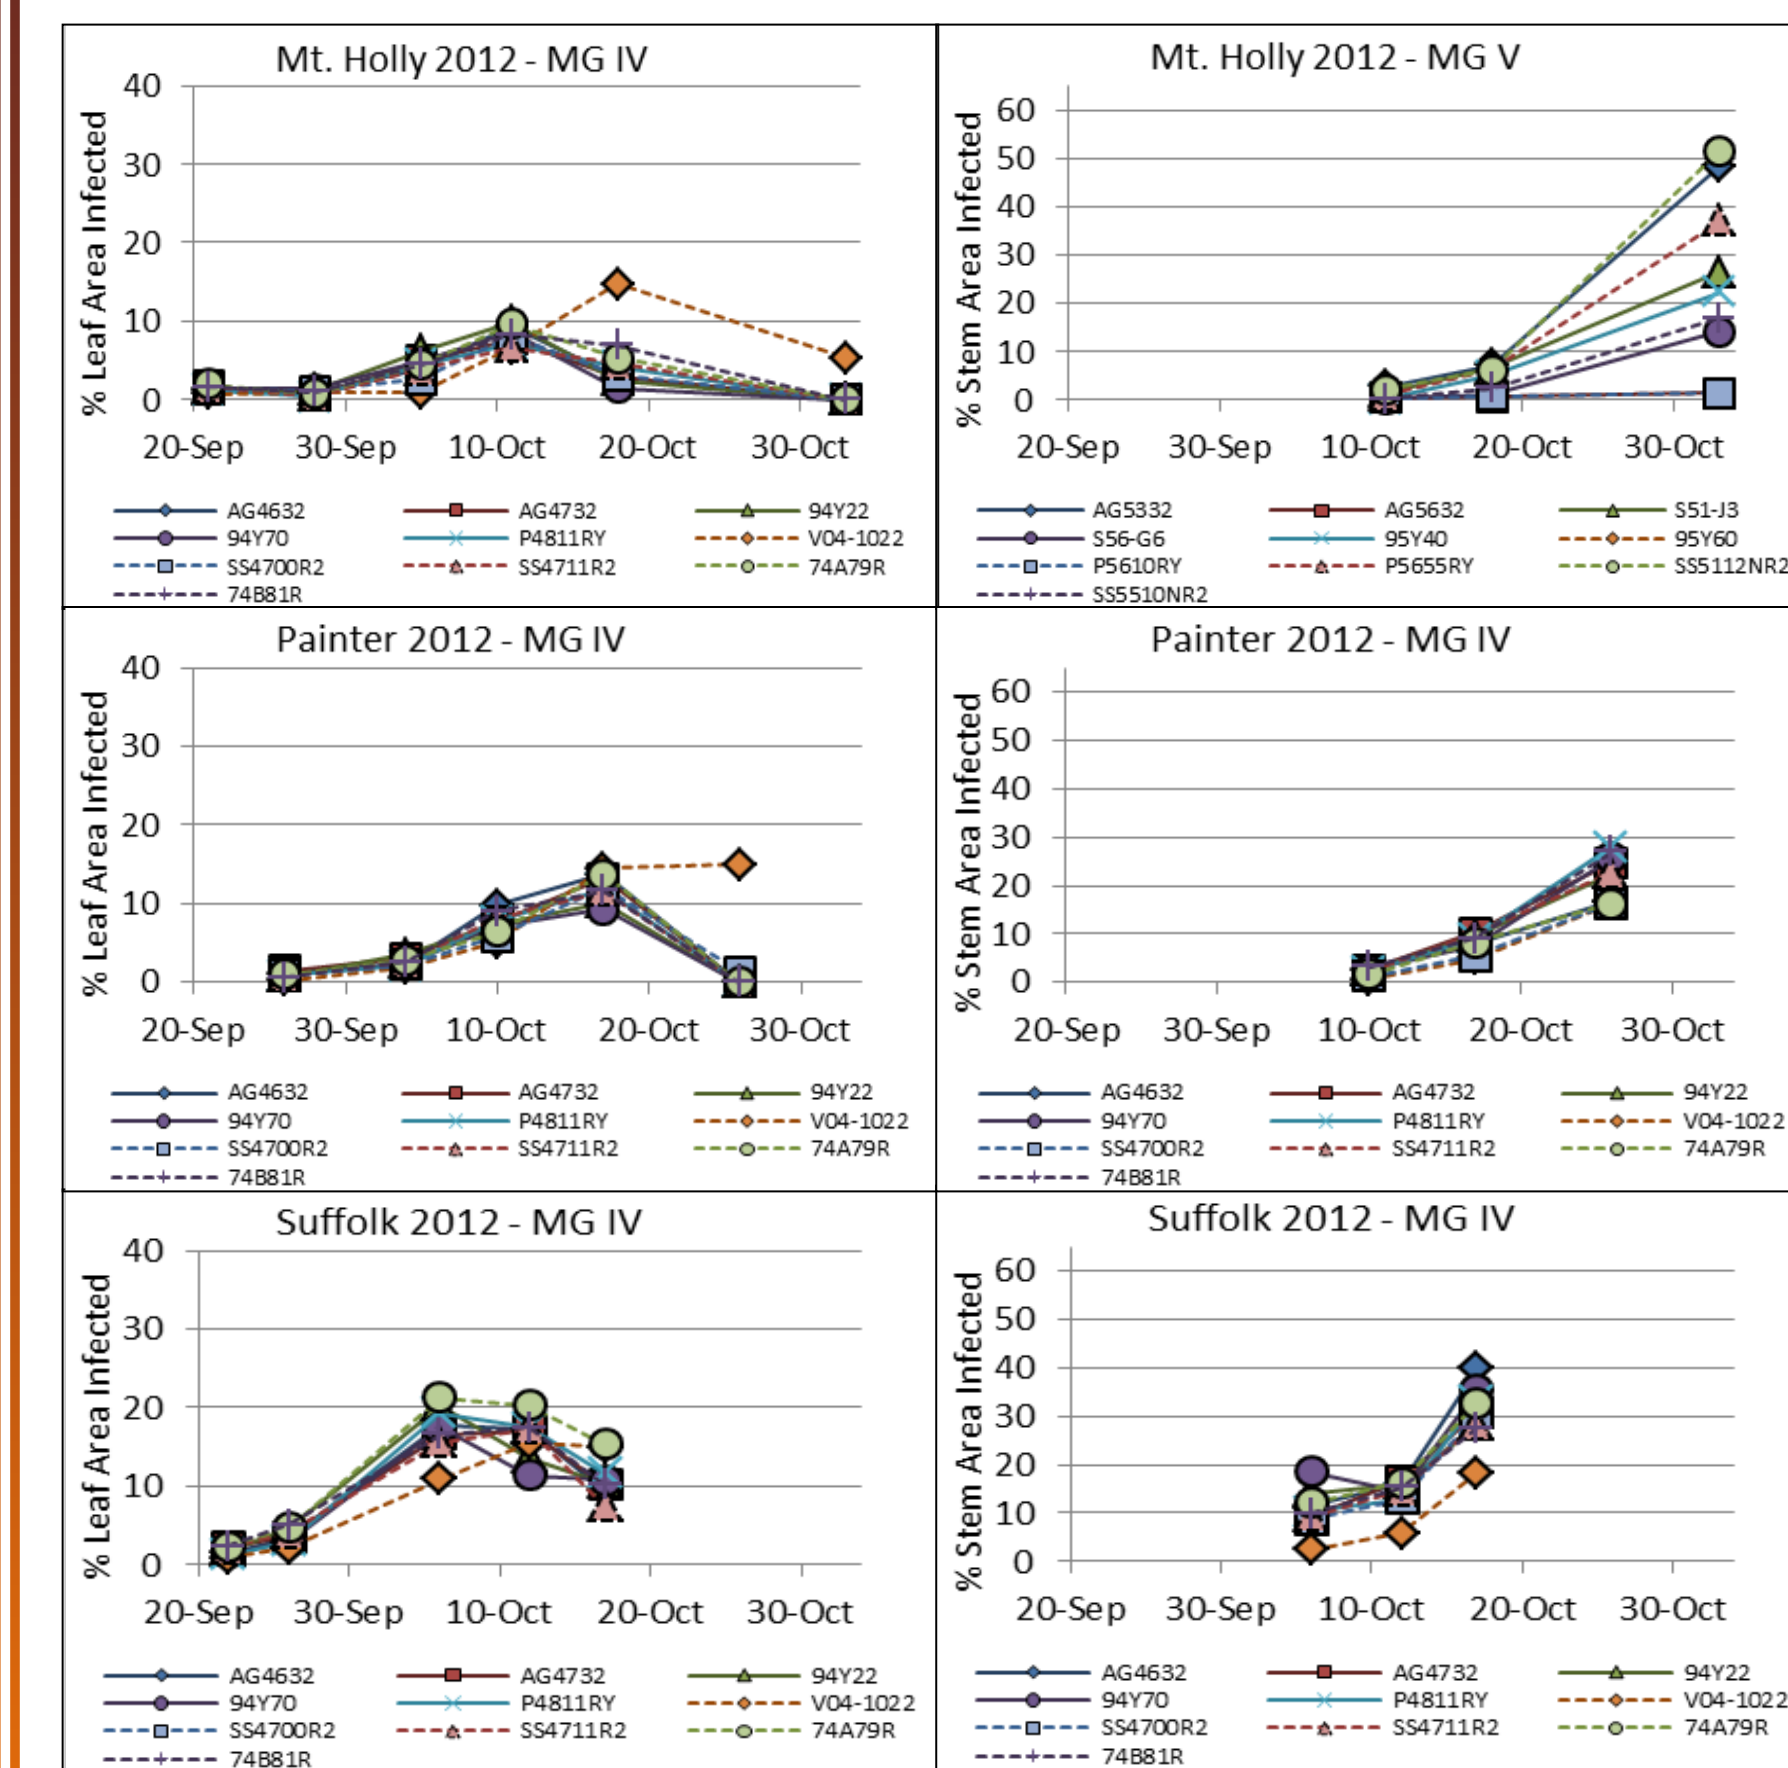 Mt. Holly 2012 - MG IV
% Leaf Area Infected
40
30
20
10
0
20-Sep 30-Sep 10-Oct 20-Oct 30-Oct
AG4632 AG4732 94Y22
94Y70 P4811RY V04-1022
SS4700R2 SS4711R2 74A79R
74B81R
Mt. Holly 2012 - MG V
% Stem Area Infected
60
50
40
30
20
10
0
20-Sep 30-Sep 10-Oct 20-Oct 30-Oct
AG5332 AG5632 S51-J3
S56-G6 95Y40 95Y60
P5610RY P5655RY SS5112NR2
SS5510NR2
Painter 2012 - MG IV
% Leaf Area Infected
40
30
20
10
0
20-Sep 30-Sep 10-Oct 20-Oct 30-Oct
AG4632 AG4732 94Y22
94Y70 P4811RY V04-1022
SS4700R2 SS4711R2 74A79R
74B81R
Painter 2012 - MG IV
% Stem Area Infected
60
50
40
30
20
10
0
20-Sep 30-Sep 10-Oct 20-Oct 30-Oct
AG4632 AG4732 94Y22
94Y70 P4811RY V04-1022
SS4700R2 SS4711R2 74A79R
74B81R
Suffolk 2012 - MG IV
% Leaf Area Infected
40
30
20
10
0
20-Sep 30-Sep 10-Oct 20-Oct 30-Oct
AG4632 AG4732 94Y22
94Y70 P4811RY V04-1022
SS4700R2 SS4711R2 74A79R
74B81R
Suffolk 2012 - MG IV
% Stem Area Infected
60
50
40
30
20
10
0
20-Sep 30-Sep 10-Oct 20-Oct 30-Oct
AG4632 AG4732 94Y22
94Y70 P4811RY V04-1022
SS4700R2 SS4711R2 74A79R
74B81R